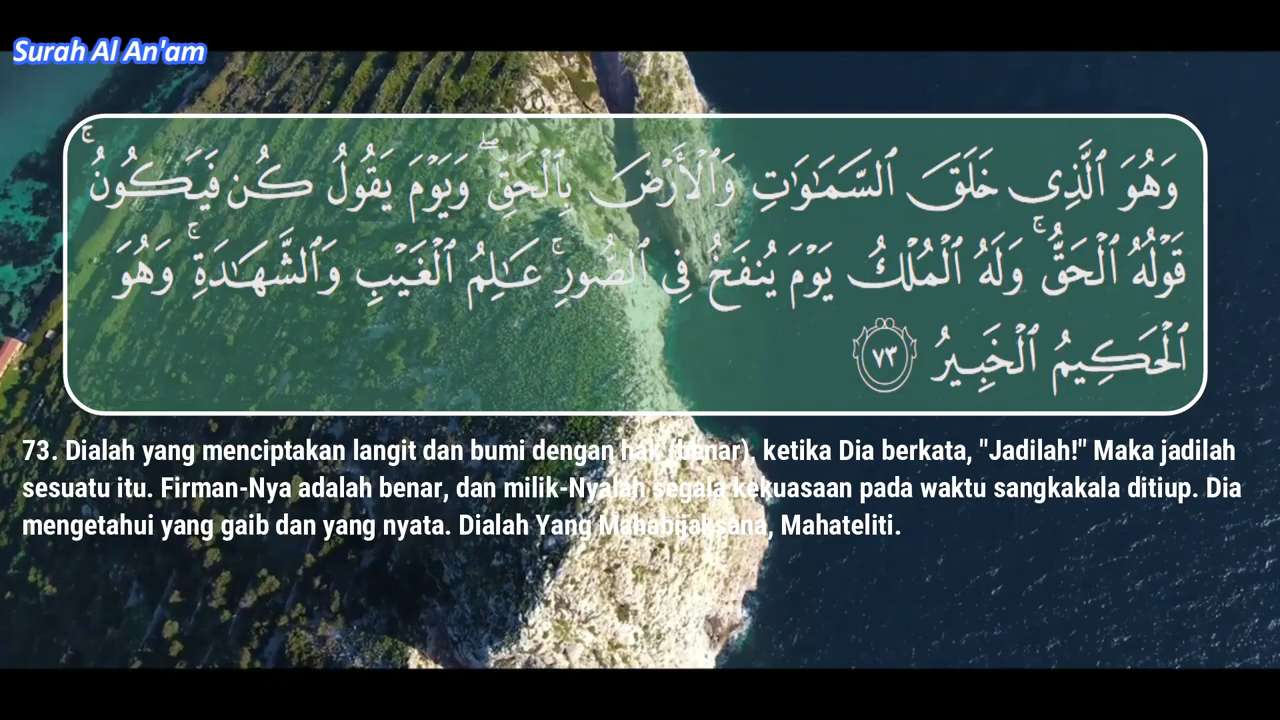 Surah Al An'am
وَهُوَ ٱلَّذِى خَلَقَ ٱلسَّمَـٰوَٰتِ وَٱلْأَرْضَ بِٱلْحَقِّ ۖ وَيَوْمَ يَقُولُ كُن فَيَكُونُ ۚ
قَوْلُهُ ٱلْحَقُّ ۚ وَلَهُ ٱلْمُلْكُ يَوْمَ يُنفَخُ فِى ٱلصُّورِ ۚ عَـٰلِمُ ٱلْغَيْبِ وَٱلشَّهَـٰدَةِ ۚ وَهُوَ
ٱلْحَكِيمُ ٱلْخَبِيرُ ٧٣
73. Dialah yang menciptakan langit dan bumi dengan hak (benar), ketika Dia berkata, "Jadilah!" Maka jadilah
sesuatu itu. Firman-Nya adalah benar, dan milik-Nyalah segala kekuasaan pada waktu sangkakala ditiup. Dia
mengetahui yang gaib dan yang nyata. Dialah Yang Mahabijaksana, Mahateliti.